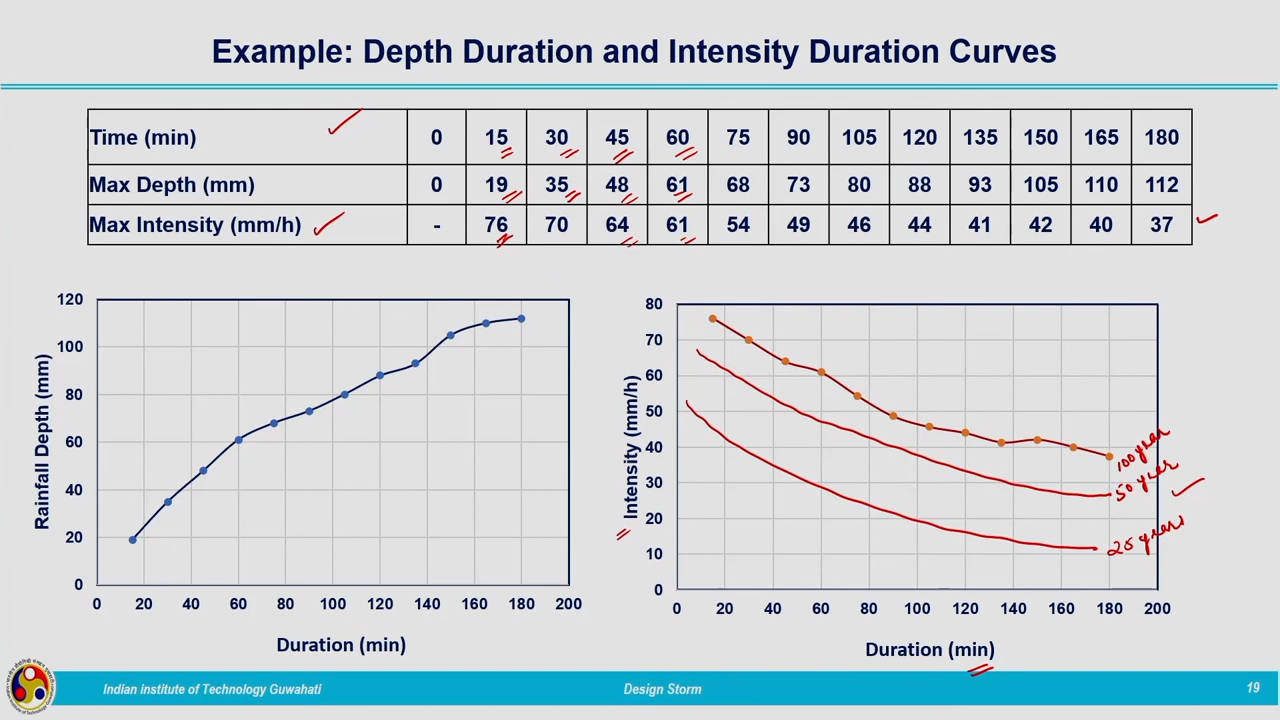 Example: Depth Duration and Intensity Duration Curves
Time (min) 0 15 30 45 60 75 90 105 120 135 150 165 180
Max Depth (mm) 0 19 35 48 61 68 73 80 88 93 105 110 112
Max Intensity (mm/h) - 76 70 64 61 54 49 46 44 41 42 40 37
120
100
80
60
40
20
0
0 20 40 60 80 100 120 140 160 180 200
Rainfall Depth (mm)
Duration (min)
80
70
60
50
40
30
20
10
0
0 20 40 60 80 100 120 140 160 180 200
Intensity (mm/h)
Duration (min)
100 year
50 year
25 years
Indian institute of Technology Guwahati Design Storm 19